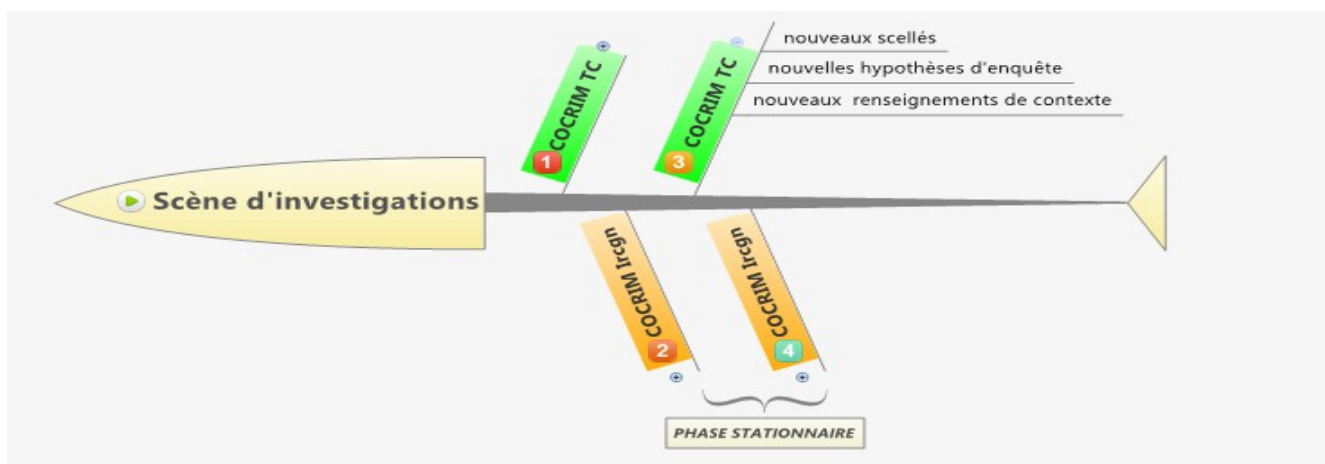 nouveaux scellés
nouvelles hypothèses d'enquête
nouveaux renseignements de contexte
COCRIM TC
1
COCRIM TC
3
Scène d'investigations
COCRIM Ircgn
2
COCRIM Ircgn
4
PHASE STATIONNAIRE